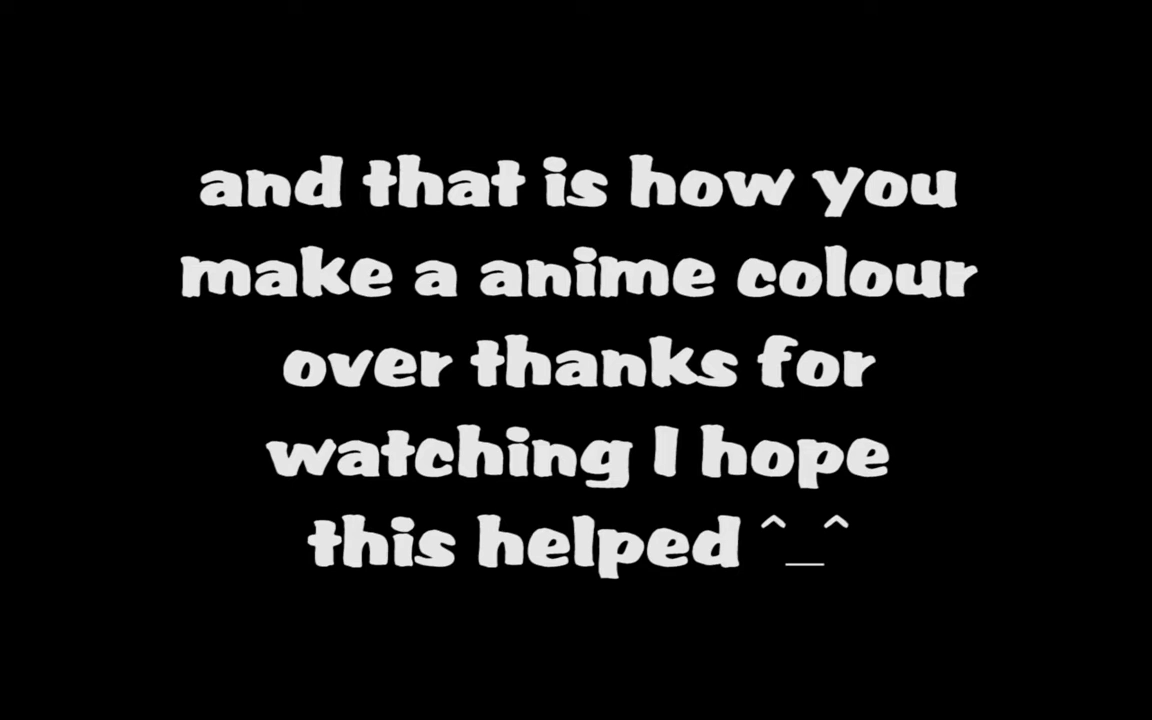 and that is how you
make a anime colour
over thanks for
watching I hope
this helped ^_^